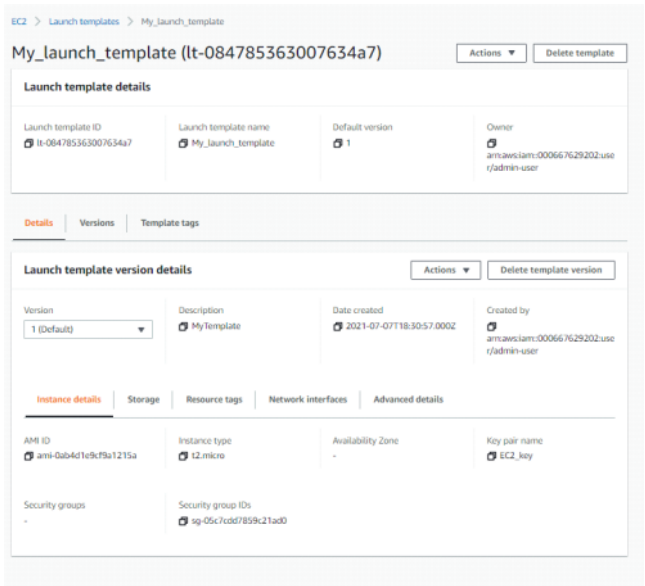 EC2 > Launch templates > My_launch_template
My_launch_template (lt-084785363007634a7)
Actions ▼ Delete template
Launch template details
Launch template ID Launch template name Default version Owner
lt-084785363007634a7 My_launch_template 1
arn:aws:iam::000667629202:use
r/admin-user
Details Versions Template tags
Launch template version details
Actions ▼ Delete template version
Version Description Date created Created by
1 (Default) ▼ MyTemplate 2021-07-07T18:30:57.000Z
arn:aws:iam::000667629202:use
r/admin-user
Instance details Storage Resource tags Network interfaces Advanced details
AMI ID Instance type Availability Zone Key pair name
ami-0ab4d1e9cf9a1215a t2.micro - EC2_key
Security groups Security group IDs
- sg-05c7cdd7859c21ad0